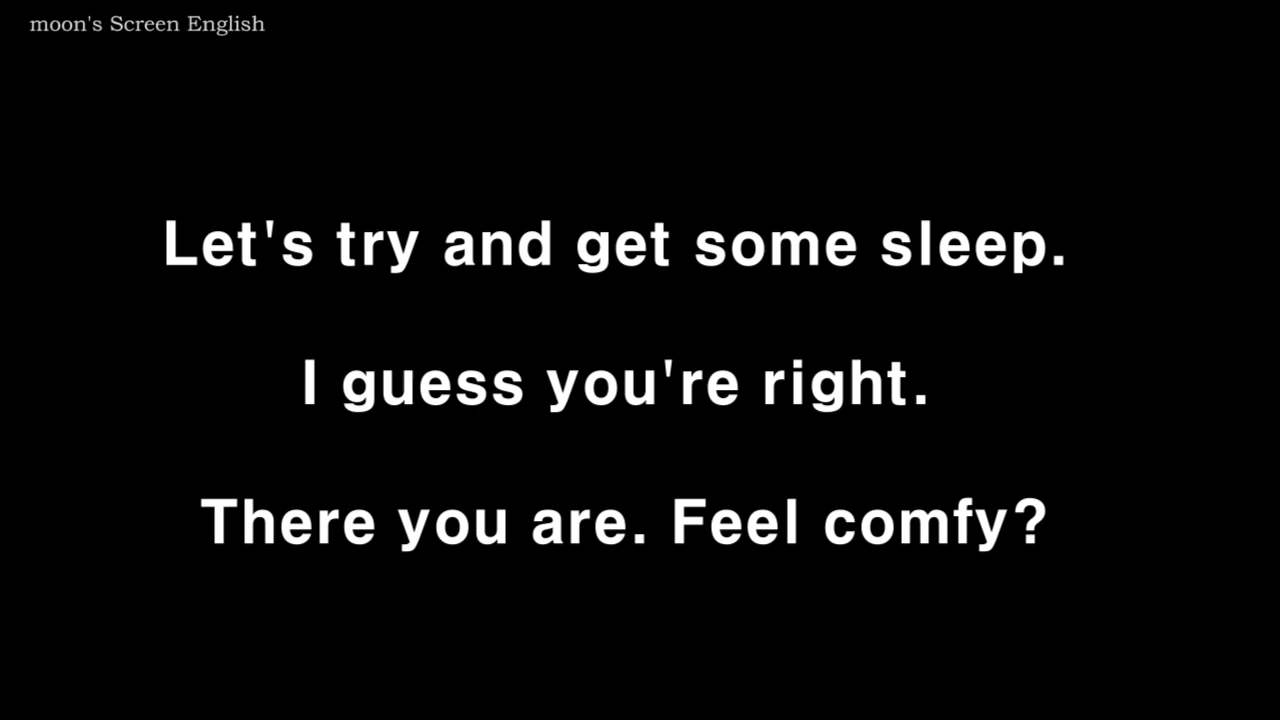 moon's Screen English
Let's try and get some sleep.
I guess you're right.
There you are. Feel comfy?